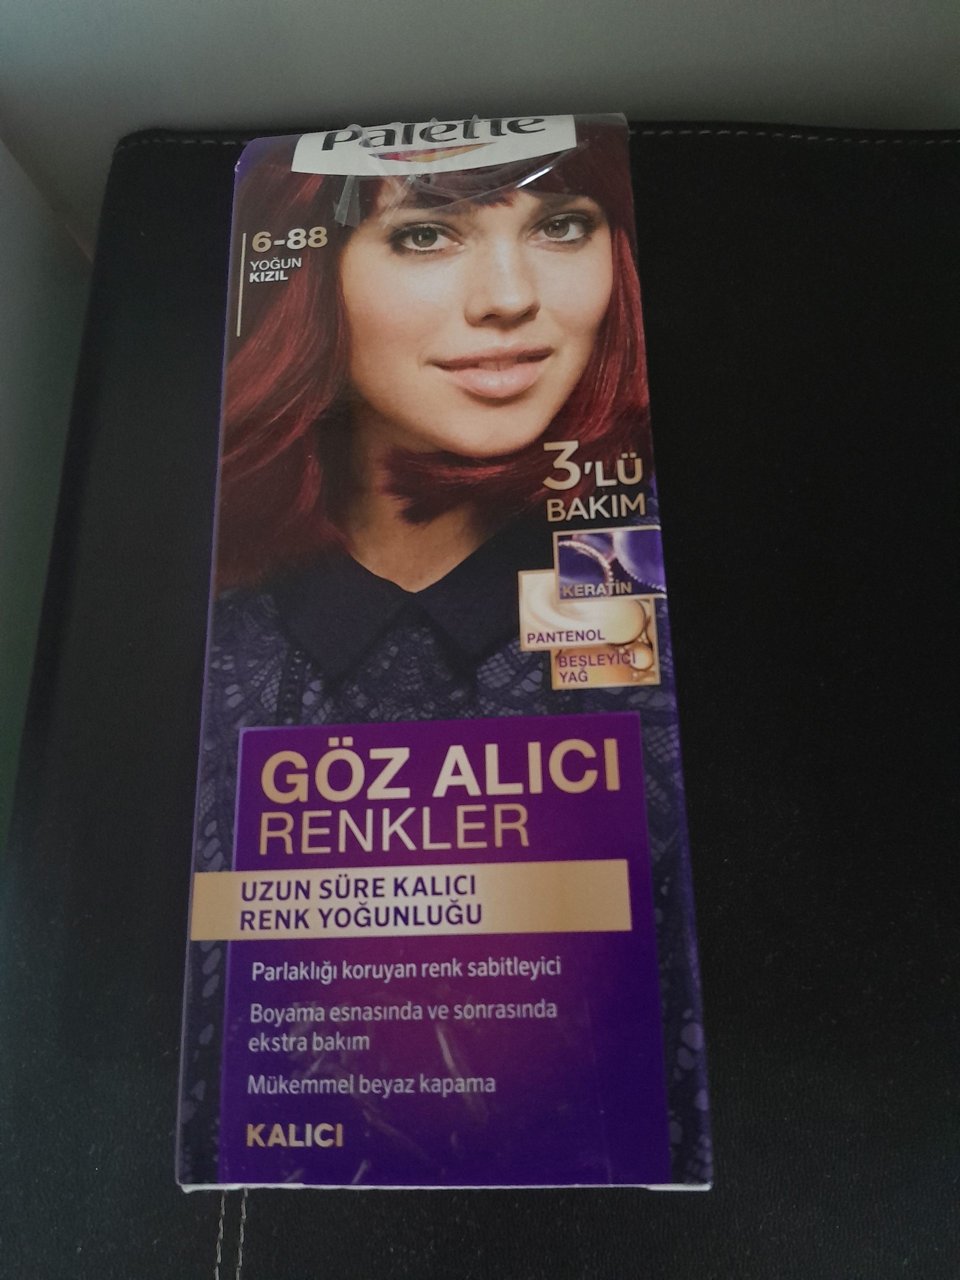 Palette
6-88
YOĞUN
KIZIL
3'LÜ
BAKIM
KERATİN
PANTENOL
BESLEYİCİ
YAĞ
GÖZ ALICI
RENKLER
UZUN SÜRE KALICI
RENK YOĞUNLUĞU
Parlaklığı koruyan renk sabitleyici
Boyama esnasında ve sonrasında
ekstra bakım
Mükemmel beyaz kapama
KALICI